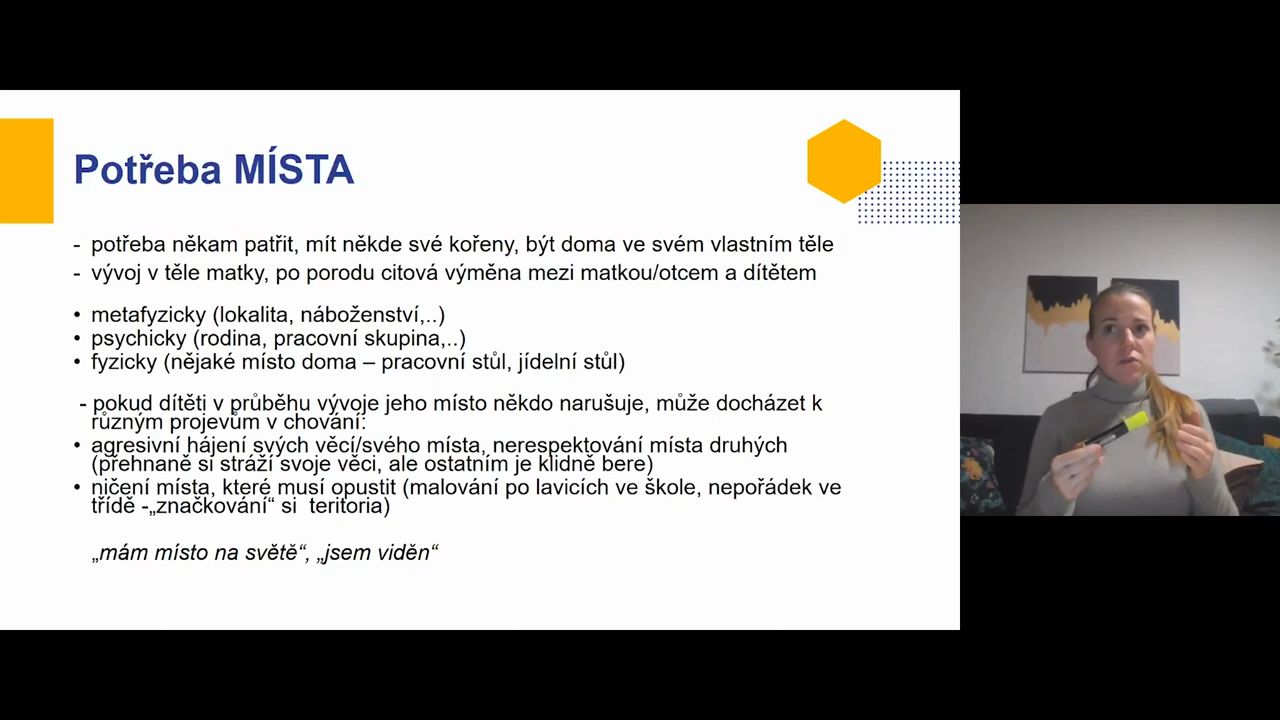 Potřeba MÍSTA
- potřeba někam patřit, mít někde své kořeny, být doma ve svém vlastním těle
- vývoj v těle matky, po porodu citová výměna mezi matkou/otcem a dítětem
• metafyzicky (lokalita, náboženství,..)
• psychicky (rodina, pracovní skupina,..)
• fyzicky (nějaké místo doma – pracovní stůl, jídelní stůl)
- pokud dítěti v průběhu vývoje jeho místo někdo narušuje, může docházet k
různým projevům v chování:
• agresivní hájení svých věcí/svého místa, nerespektování místa druhých
(přehnaně si stráží svoje věci, ale ostatním je klidně bere)
• ničení místa, které musí opustit (malování po lavicích ve škole, nepořádek ve
třídě -„značkování“ si  teritoria)
„mám místo na světě“, „jsem viděn“